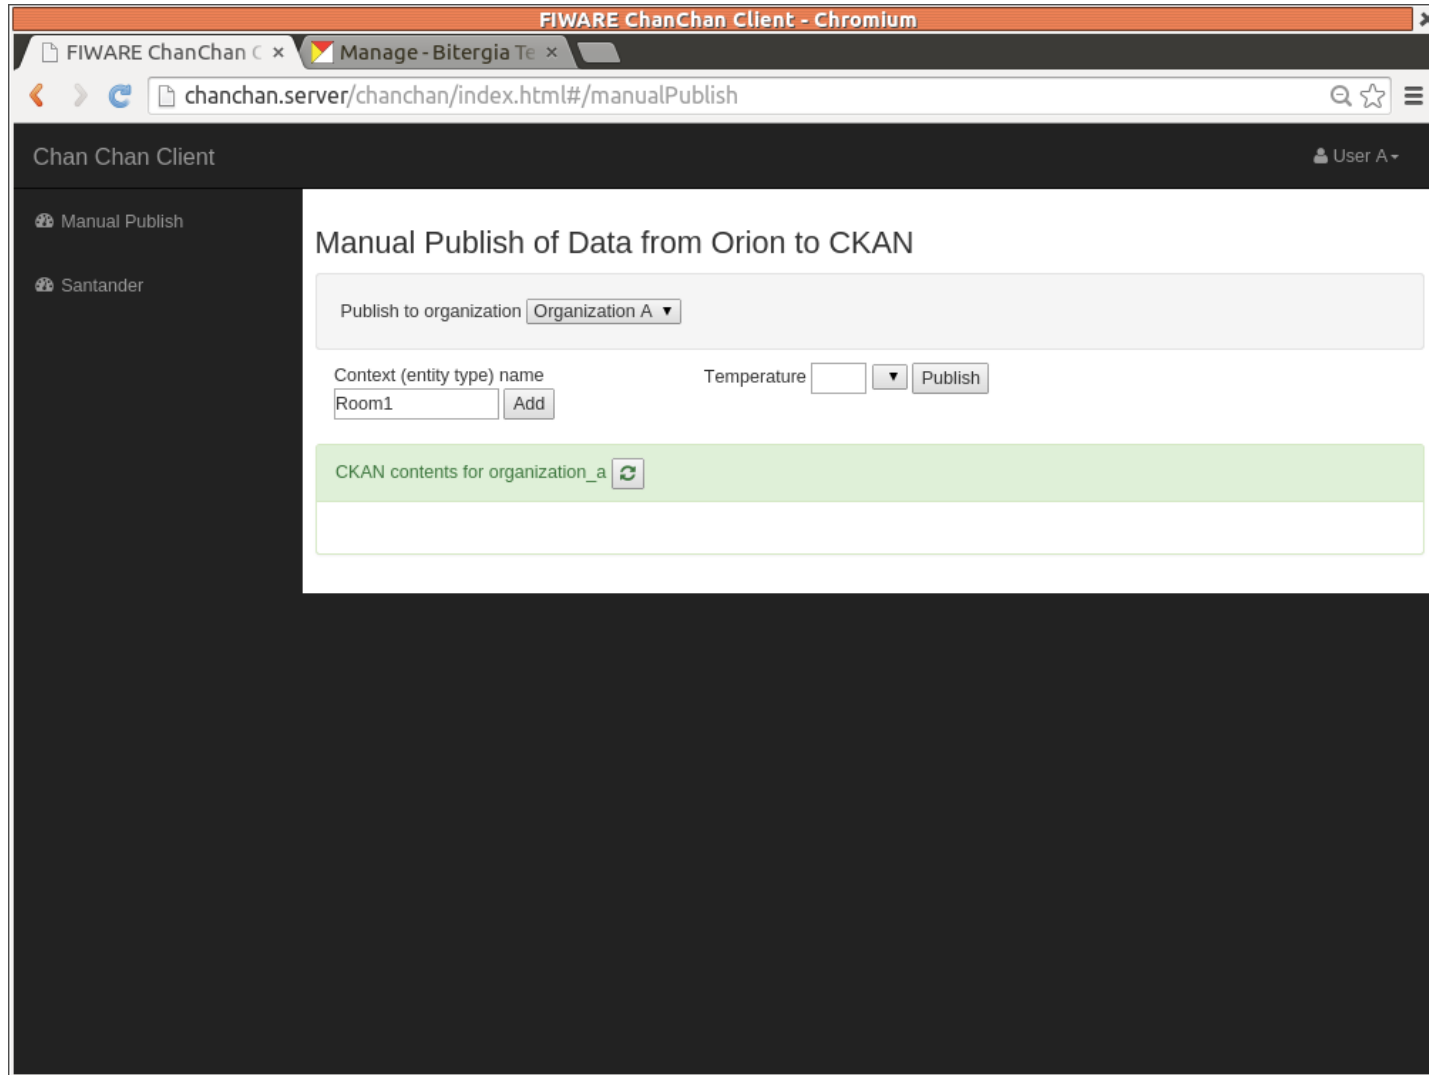 FIWARE ChanChan Client - Chromium
FIWARE ChanChan C
Manage - Bitergia Te
chanchan.server/chanchan/index.html#/manualPublish
Chan Chan Client
User A
Manual Publish
Santander
Manual Publish of Data from Orion to CKAN
Publish to organization Organization A
Context (entity type) name
Room1 Add
Temperature Publish
CKAN contents for organization_a